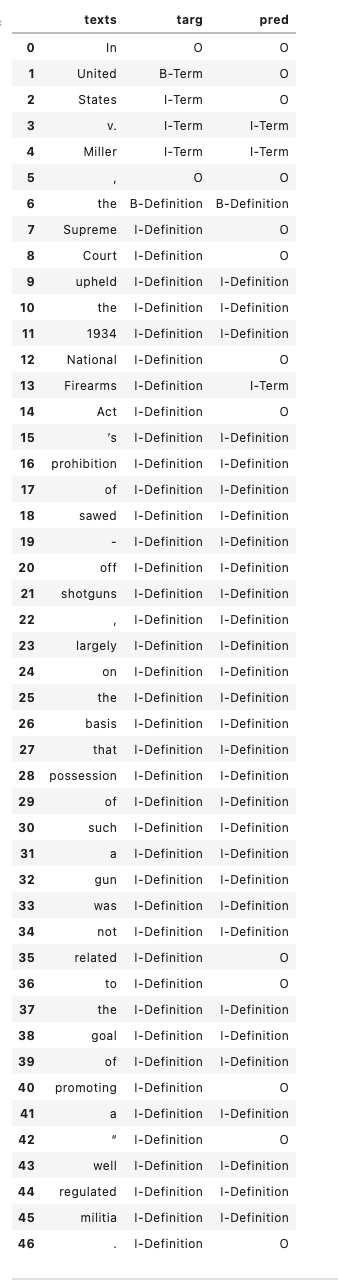 texts targ pred
0 In O O
1 United B-Term O
2 States I-Term O
3 v. I-Term I-Term
4 Miller I-Term I-Term
5 , O O
6 the B-Definition B-Definition
7 Supreme I-Definition O
8 Court I-Definition O
9 upheld I-Definition I-Definition
10 the I-Definition I-Definition
11 1934 I-Definition I-Definition
12 National I-Definition O
13 Firearms I-Definition I-Term
14 Act I-Definition O
15 's I-Definition I-Definition
16 prohibition I-Definition I-Definition
17 of I-Definition I-Definition
18 sawed I-Definition I-Definition
19 - I-Definition I-Definition
20 off I-Definition I-Definition
21 shotguns I-Definition I-Definition
22 , I-Definition I-Definition
23 largely I-Definition I-Definition
24 on I-Definition I-Definition
25 the I-Definition I-Definition
26 basis I-Definition I-Definition
27 that I-Definition I-Definition
28 possession I-Definition I-Definition
29 of I-Definition I-Definition
30 such I-Definition I-Definition
31 a I-Definition I-Definition
32 gun I-Definition I-Definition
33 was I-Definition I-Definition
34 not I-Definition I-Definition
35 related I-Definition O
36 to I-Definition O
37 the I-Definition I-Definition
38 goal I-Definition I-Definition
39 of I-Definition I-Definition
40 promoting I-Definition O
41 a I-Definition I-Definition
42 “ I-Definition O
43 well I-Definition I-Definition
44 regulated I-Definition I-Definition
45 militia I-Definition I-Definition
46 . I-Definition O